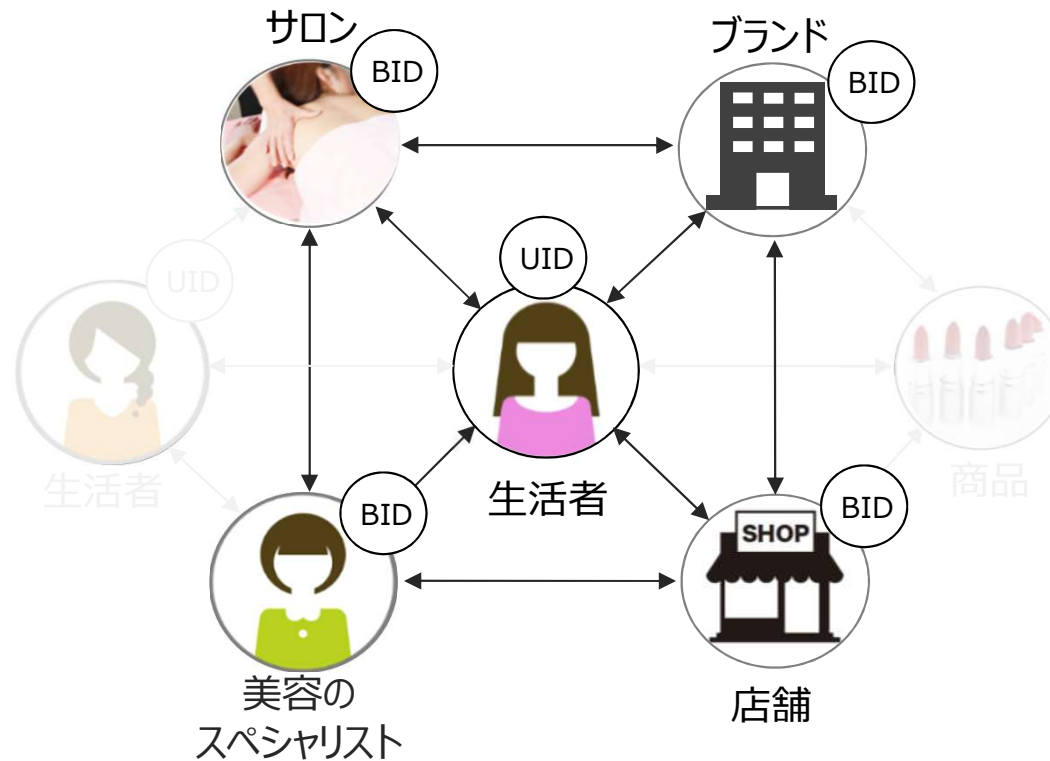 サロン
BID
ブランド
BID
UID
UID
生活者
生活者
商品
BID
SHOP
BID
美容の
スペシャリスト
店舗